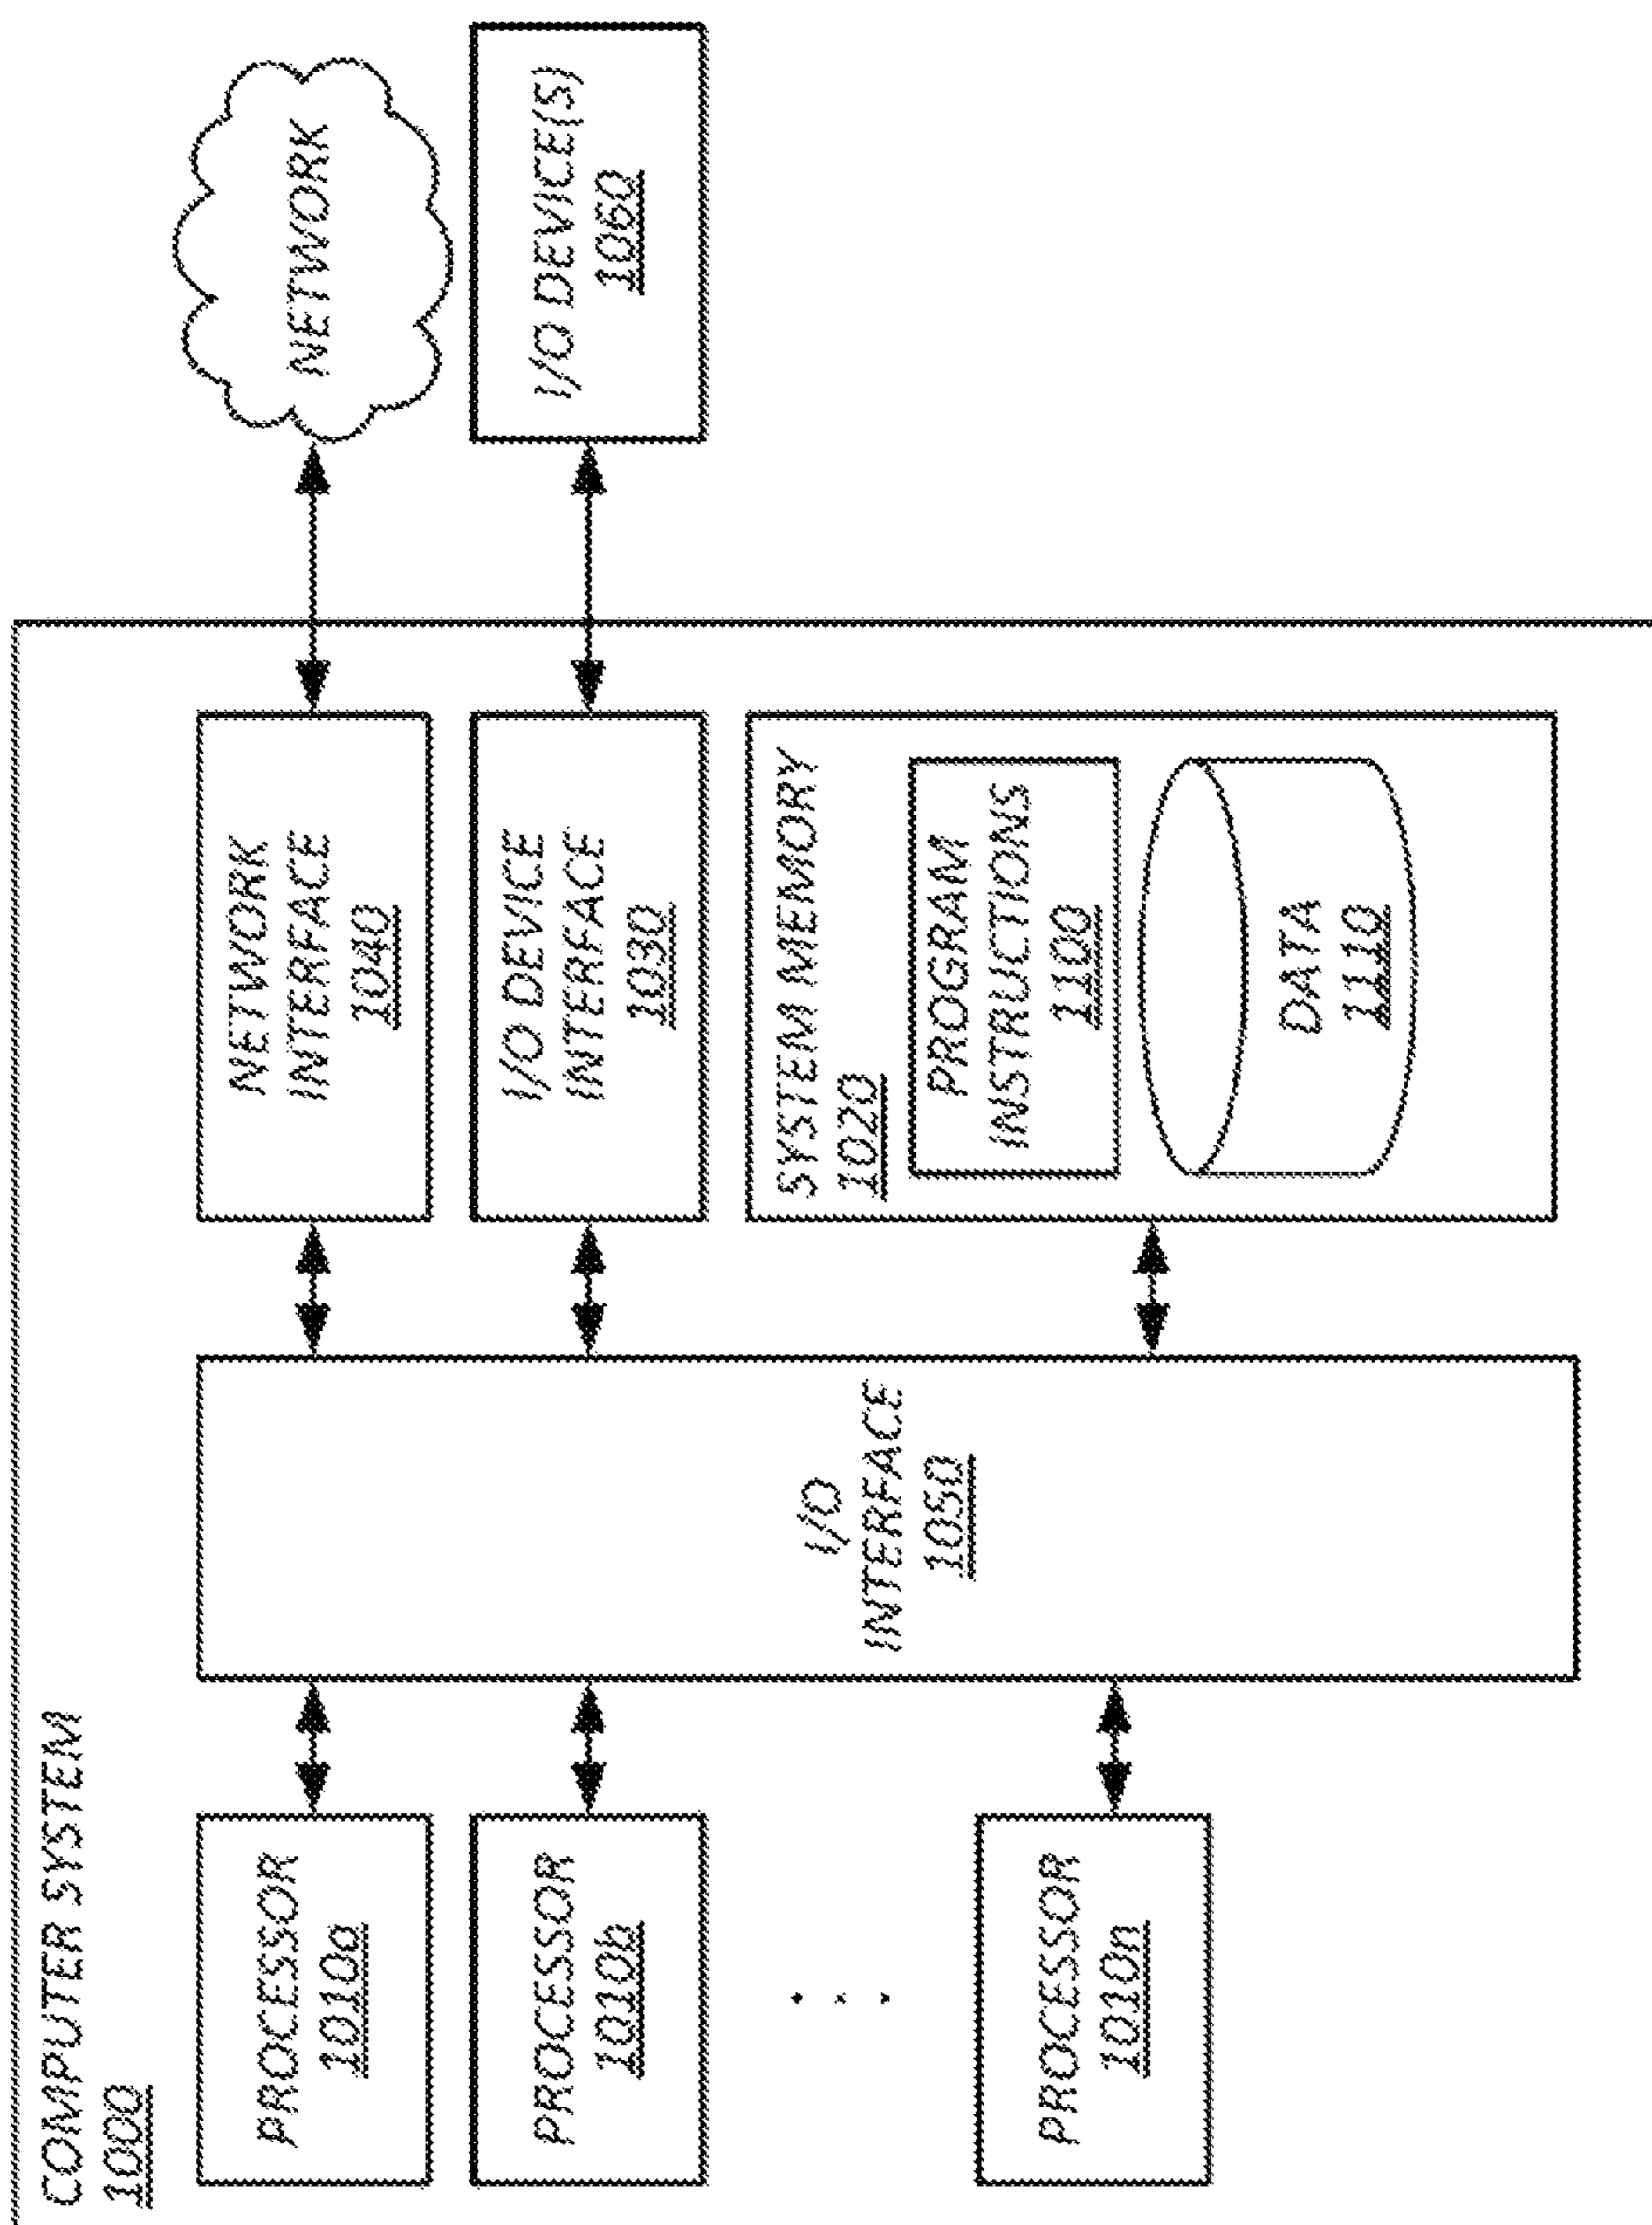 COMPUTER SYSTEM
1000
PROCESSOR
1010a
PROCESSOR
1010b
PROCESSOR
1010n
I/O
INTERFACE
1050
NETWORK
INTERFACE
1040
I/O DEVICE
INTERFACE
1030
SYSTEM MEMORY
1020
PROGRAM
INSTRUCTIONS
1100
DATA
1110
NETWORK
I/O DEVICE(S)
1060